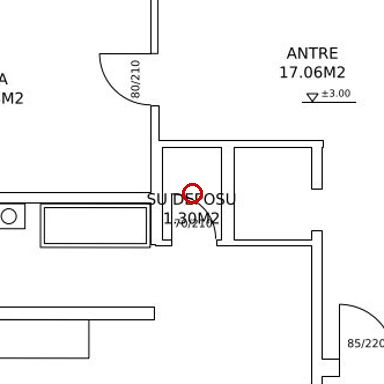 80/210
ANTRE
17.06M2
±3.00
A
M2
SU DEPOSU
1.30M2
70/210
85/220